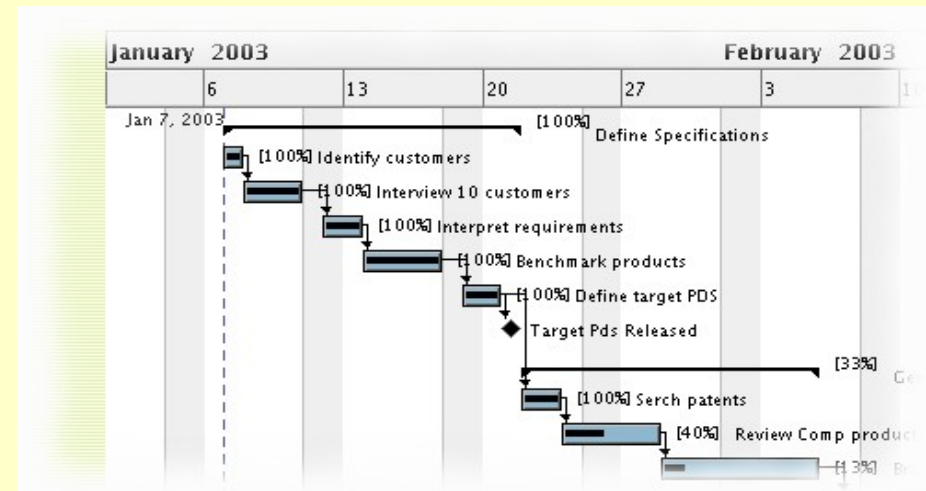 January 2003 February 2003
6 13 20 27 3
Jan 7, 2003
[100%] Define Specifications
[100%] Identify customers
[100%] Interview 10 customers
[100%] Interpret requirements
[100%] Benchmark products
[100%] Define target PDS
Target Pds Released
[33%]
[100%] Serch patents
[40%] Review Comp product
[13%]